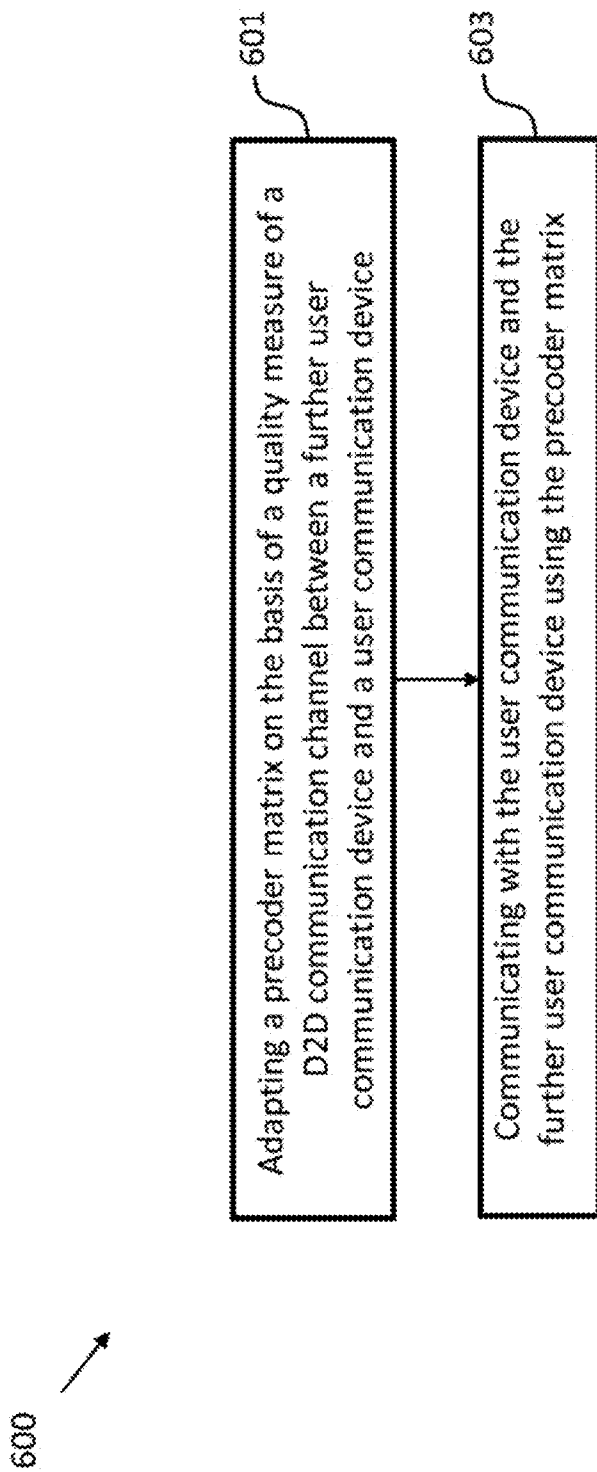 600
Adapting a precoder matrix on the basis of a quality measure of a
D2D communication channel between a further user
communication device and a user communication device
601
Communicating with the user communication device and the
further user communication device using the precoder matrix
603